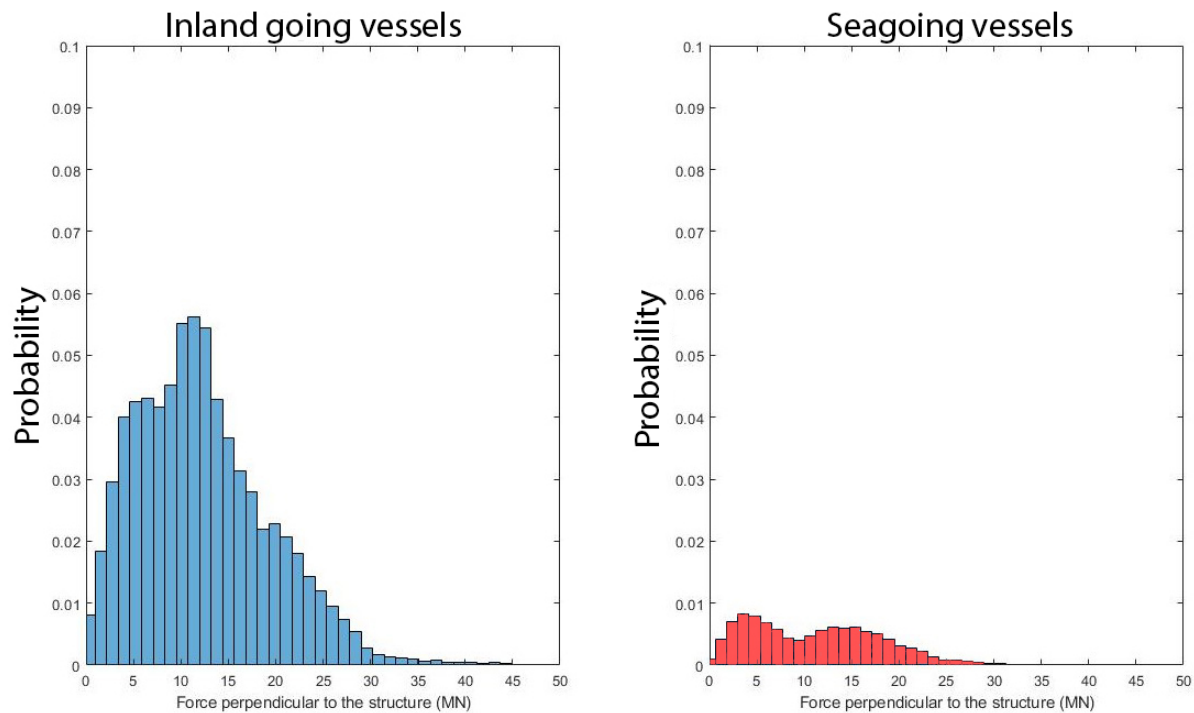 Inland going vessels
0.1
0.09
0.08
0.07
0.06
0.05
0.04
0.03
0.02
0.01
0
Probability
0 5 10 15 20 25 30 35 40 45 50
Force perpendicular to the structure (MN)
Seagoing vessels
0.1
0.09
0.08
0.07
0.06
0.05
0.04
0.03
0.02
0.01
0
Probability
0 5 10 15 20 25 30 35 40 45 50
Force perpendicular to the structure (MN)